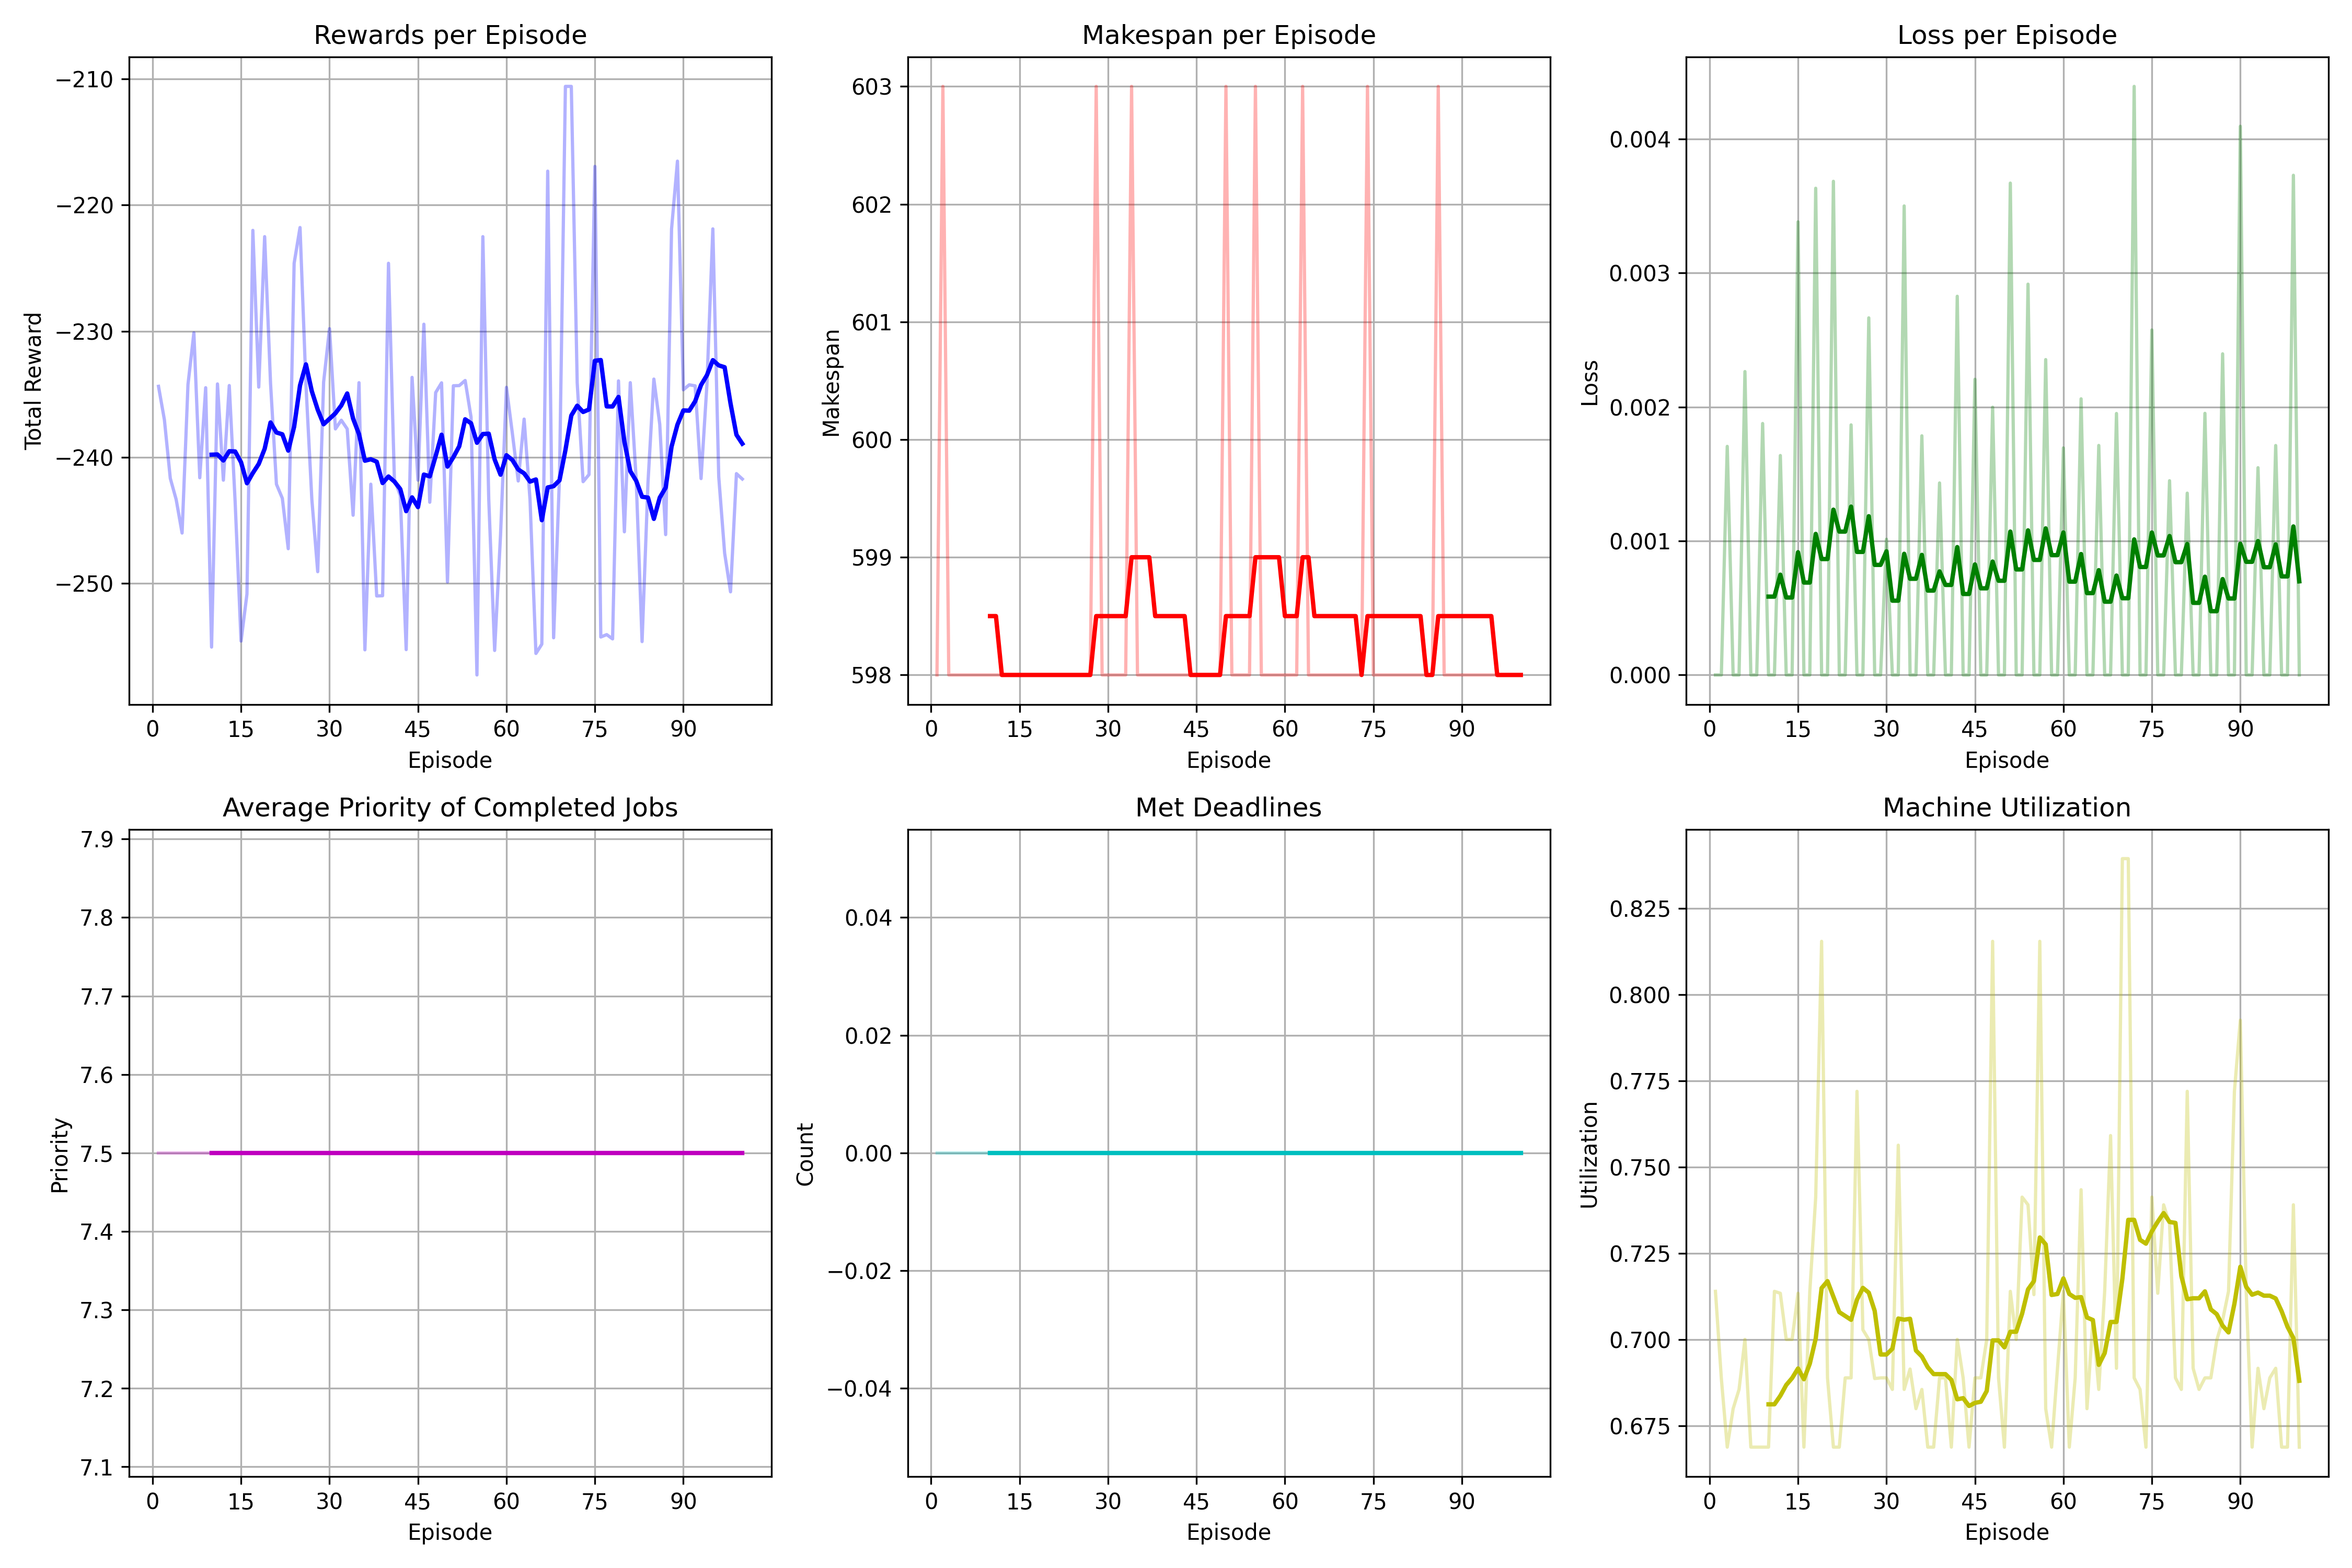 Rewards per Episode
Total Reward
−210
−220
−230
−240
−250
0 15 30 45 60 75 90
Episode
Makespan per Episode
Makespan
603
602
601
600
599
598
0 15 30 45 60 75 90
Episode
Loss per Episode
Loss
0.004
0.003
0.002
0.001
0.000
0 15 30 45 60 75 90
Episode
Average Priority of Completed Jobs
Priority
7.9
7.8
7.7
7.6
7.5
7.4
7.3
7.2
7.1
0 15 30 45 60 75 90
Episode
Met Deadlines
Count
0.04
0.02
0.00
−0.02
−0.04
0 15 30 45 60 75 90
Episode
Machine Utilization
Utilization
0.825
0.800
0.775
0.750
0.725
0.700
0.675
0 15 30 45 60 75 90
Episode